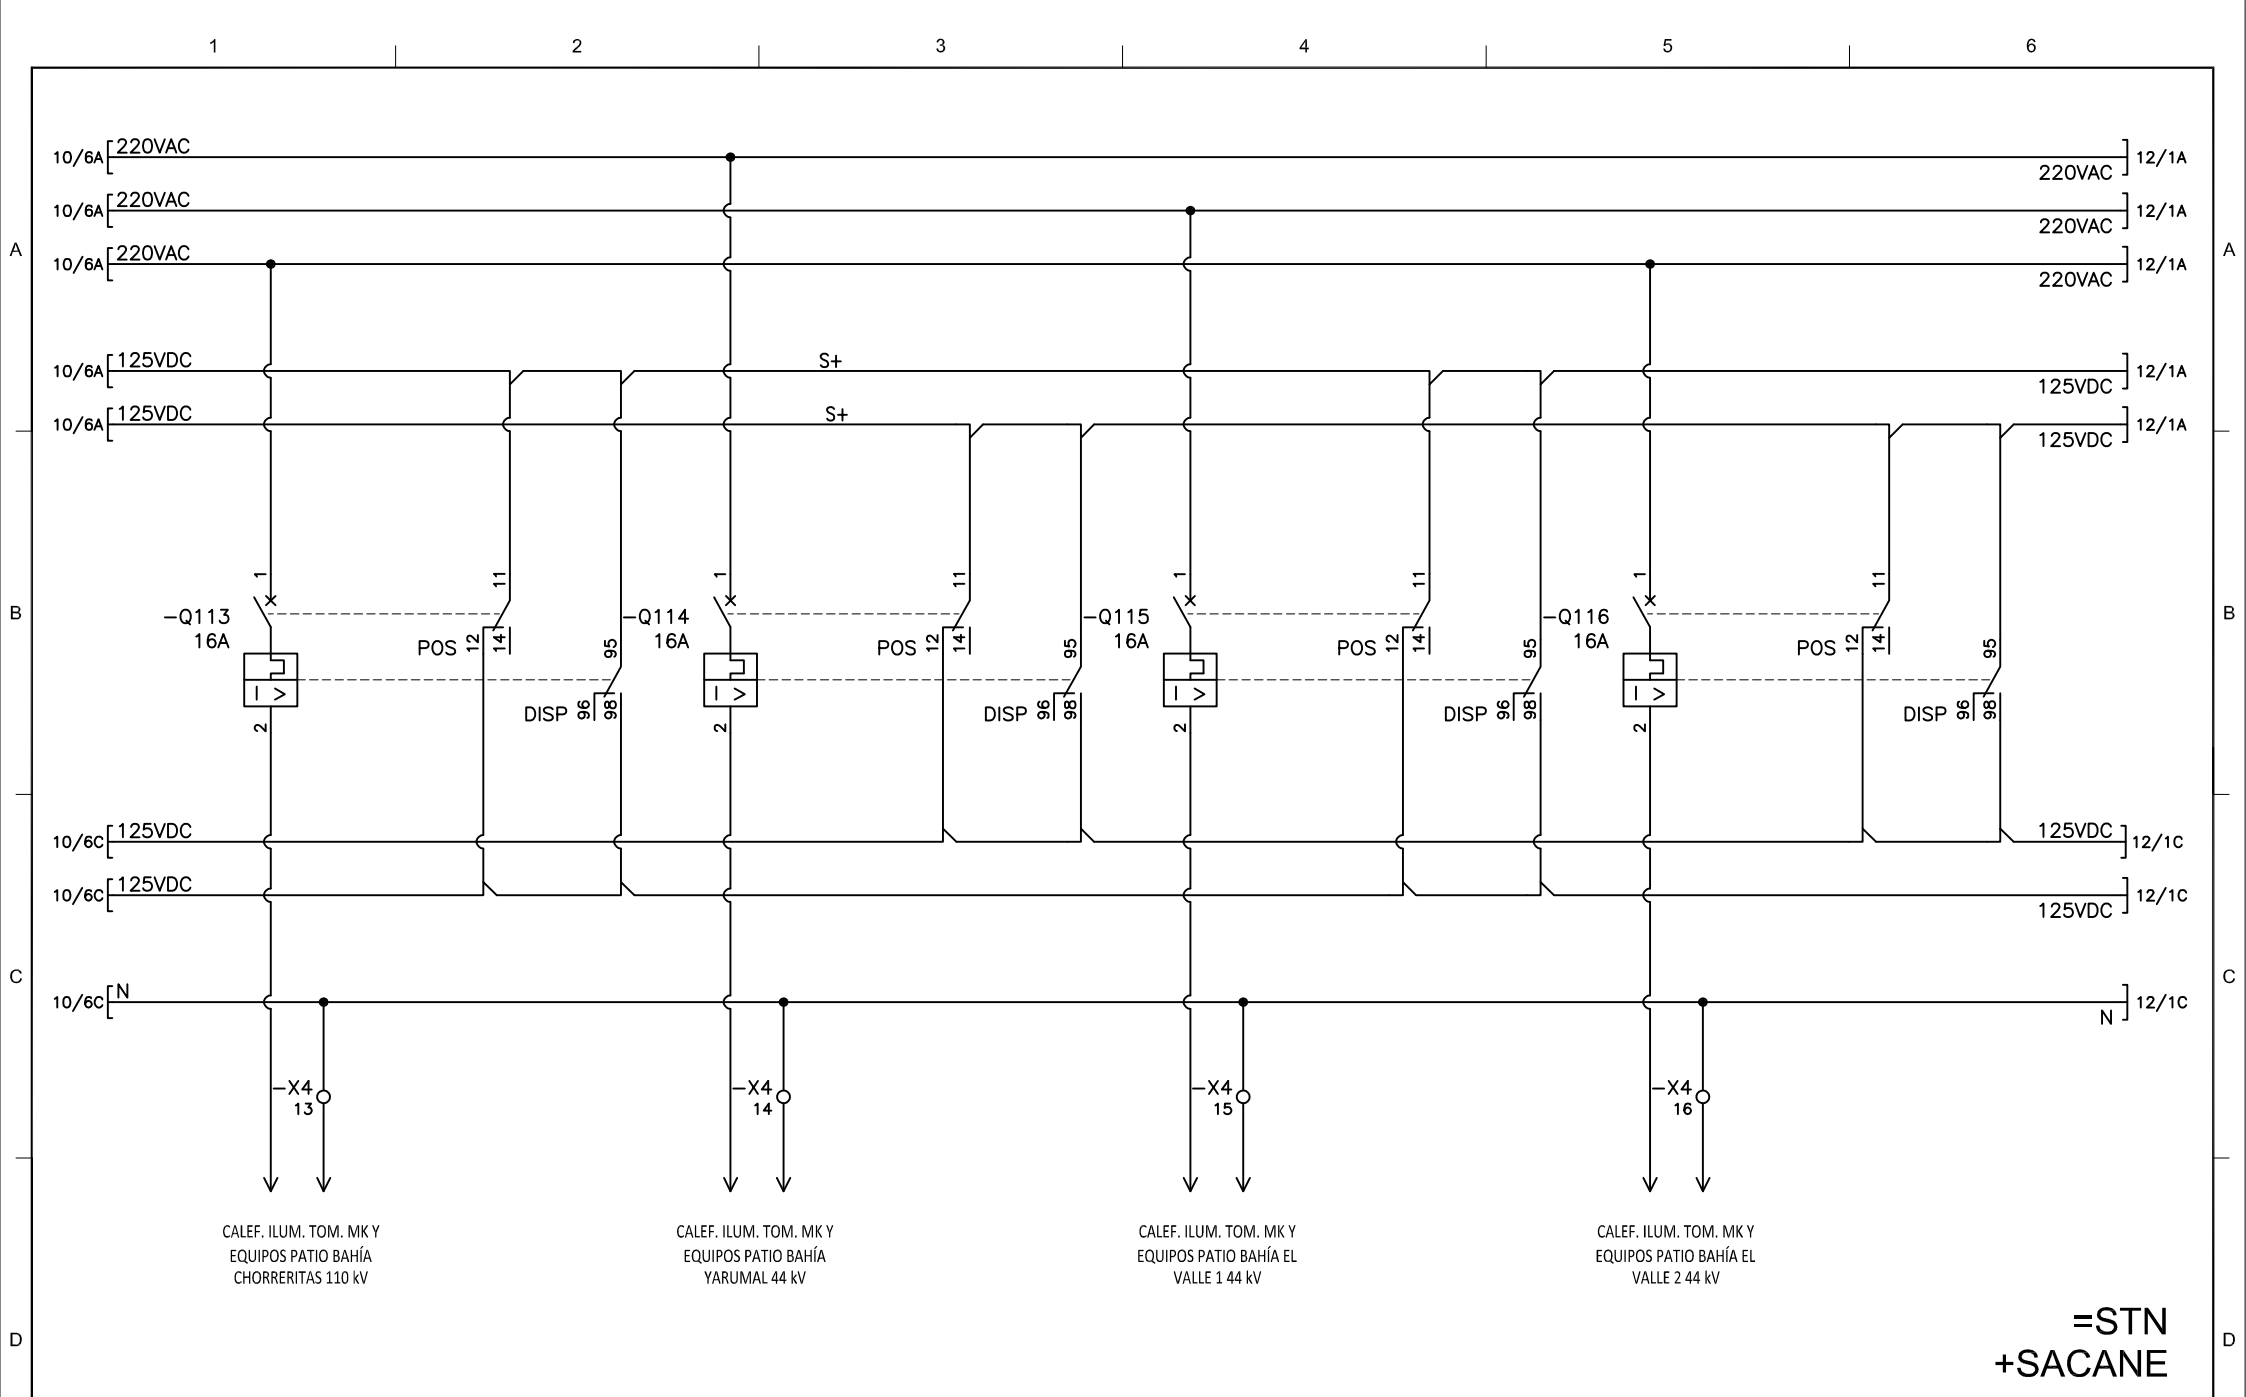 1 2 3 4 5 6
10/6A 220VAC 12/1A
220VAC
10/6A 220VAC 12/1A
220VAC
A A
10/6A 220VAC 12/1A
220VAC
10/6A 125VDC S+ 12/1A
125VDC
10/6A 125VDC S+ 12/1A
125VDC
1 11 1 11 1 11 1 11
B B
-Q113 -Q114 -Q115 -Q116
16A 16A 16A 16A
POS 12 14 95 POS 12 14 95 POS 12 14 95 POS 12 14 95
I > I > I > I >
DISP 96 98 DISP 96 98 DISP 96 98 DISP 96 98
2 2 2 2
10/6C 125VDC 125VDC 12/1C
10/6C 125VDC 12/1C
125VDC
C C
10/6C N 12/1C
N
-X4 -X4 -X4 -X4
13 14 15 16
CALEF. ILUM. TOM. MK Y
EQUIPOS PATIO BAHÍA
CHORRERITAS 110 kV
CALEF. ILUM. TOM. MK Y
EQUIPOS PATIO BAHÍA
YARUMAL 44 kV
CALEF. ILUM. TOM. MK Y
EQUIPOS PATIO BAHÍA EL
VALLE 1 44 kV
CALEF. ILUM. TOM. MK Y
EQUIPOS PATIO BAHÍA EL
VALLE 2 44 kV
=STN
D D
+SACANE